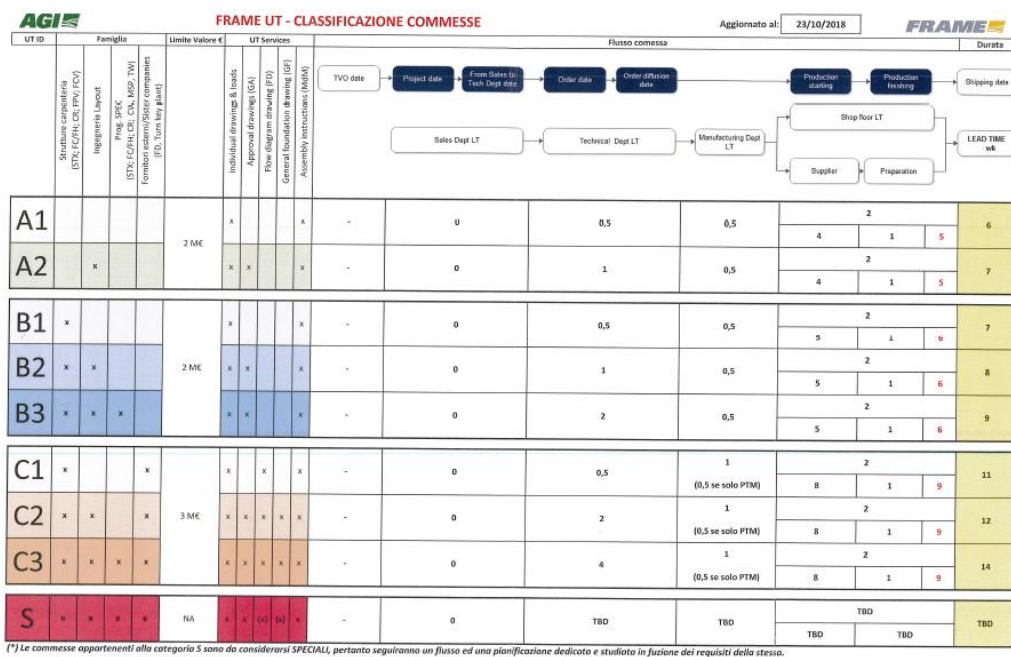 AGI FRAME UT - CLASSIFICAZIONE COMMESSE Aggiornato al: 23/10/2018 FRAME
UT ID Famiglia Limite Valore € UT Services Flusso comessa Durata
Strutture carpenteria (STX; FC/FH; CR; FPV; FCV)
Ingegneria Layout
Prog. SPEC (STX; FC/FH; CR; CVL, MSP, TW)
Fornitori esterni/Sister companies (FD, Turn key plant)
Individual drawings & loads
Approval drawings (GA)
Flow diagram drawing (FD)
General foundation drawing (GF)
Assembly instructions (MdM)
TVO date Project date From Sales to Tech Dept date Order date Order diffusion date Production starting Production finishing Shipping date
Shop floor LT
Sales Dept LT Technical Dept LT Manufacturing Dept LT LEAD TIME wk
Supplier Preparation
A1 2 M€ x x - 0 0,5 0,5 2 6
4 1 5
A2 x x x x - 0 1 0,5 2 7
4 1 5
B1 x x x - 0 0,5 0,5 2 7
5 1 6
B2 x x 2 M€ x x x - 0 1 0,5 2 8
5 1 6
B3 x x x x x x - 0 2 0,5 2 9
5 1 6
C1 x x x x x - 0 0,5 1 2 11
(0,5 se solo PTM) 8 1 9
C2 x x x 3 M€ x x x x x - 0 2 1 2 12
(0,5 se solo PTM) 8 1 9
C3 x x x x x x x x x - 0 4 1 2 14
(0,5 se solo PTM) 8 1 9
S x x x x NA x x (x) (x) x - 0 TBD TBD TBD TBD
TBD TBD
(*) Le commesse appartenenti alla categoria S sono da considerarsi SPECIALI, pertanto seguiranno un flusso ed una pianificazione dedicata e studiata in fuzione dei requisiti della stessa.